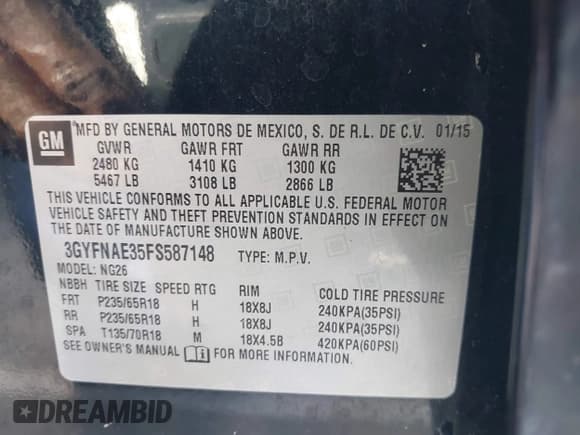 GM
MFD BY GENERAL MOTORS DE MEXICO, S. DE R.L. DE C.V. 01/15
GVWR GAWR FRT GAWR RR
2480 KG 1410 KG 1300 KG
5467 LB 3108 LB 2866 LB
THIS VEHICLE CONFORMS TO ALL APPLICABLE U.S. FEDERAL MOTOR
VEHICLE SAFETY AND THEFT PREVENTION STANDARDS IN EFFECT ON
THE DATE OF MANUFACTURE SHOWN ABOVE.
3GYFNAE35FS587148 TYPE: M.P.V.
MODEL: NG26
NBBH TIRE SIZE SPEED RTG RIM COLD TIRE PRESSURE
FRT P235/65R18 H 18X8J 240KPA(35PSI)
RR P235/65R18 H 18X8J 240KPA(35PSI)
SPA T135/70R18 M 18X4.5B 420KPA(60PSI)
SEE OWNER'S MANUAL FOR MORE INFORMATION.
DREAMBID